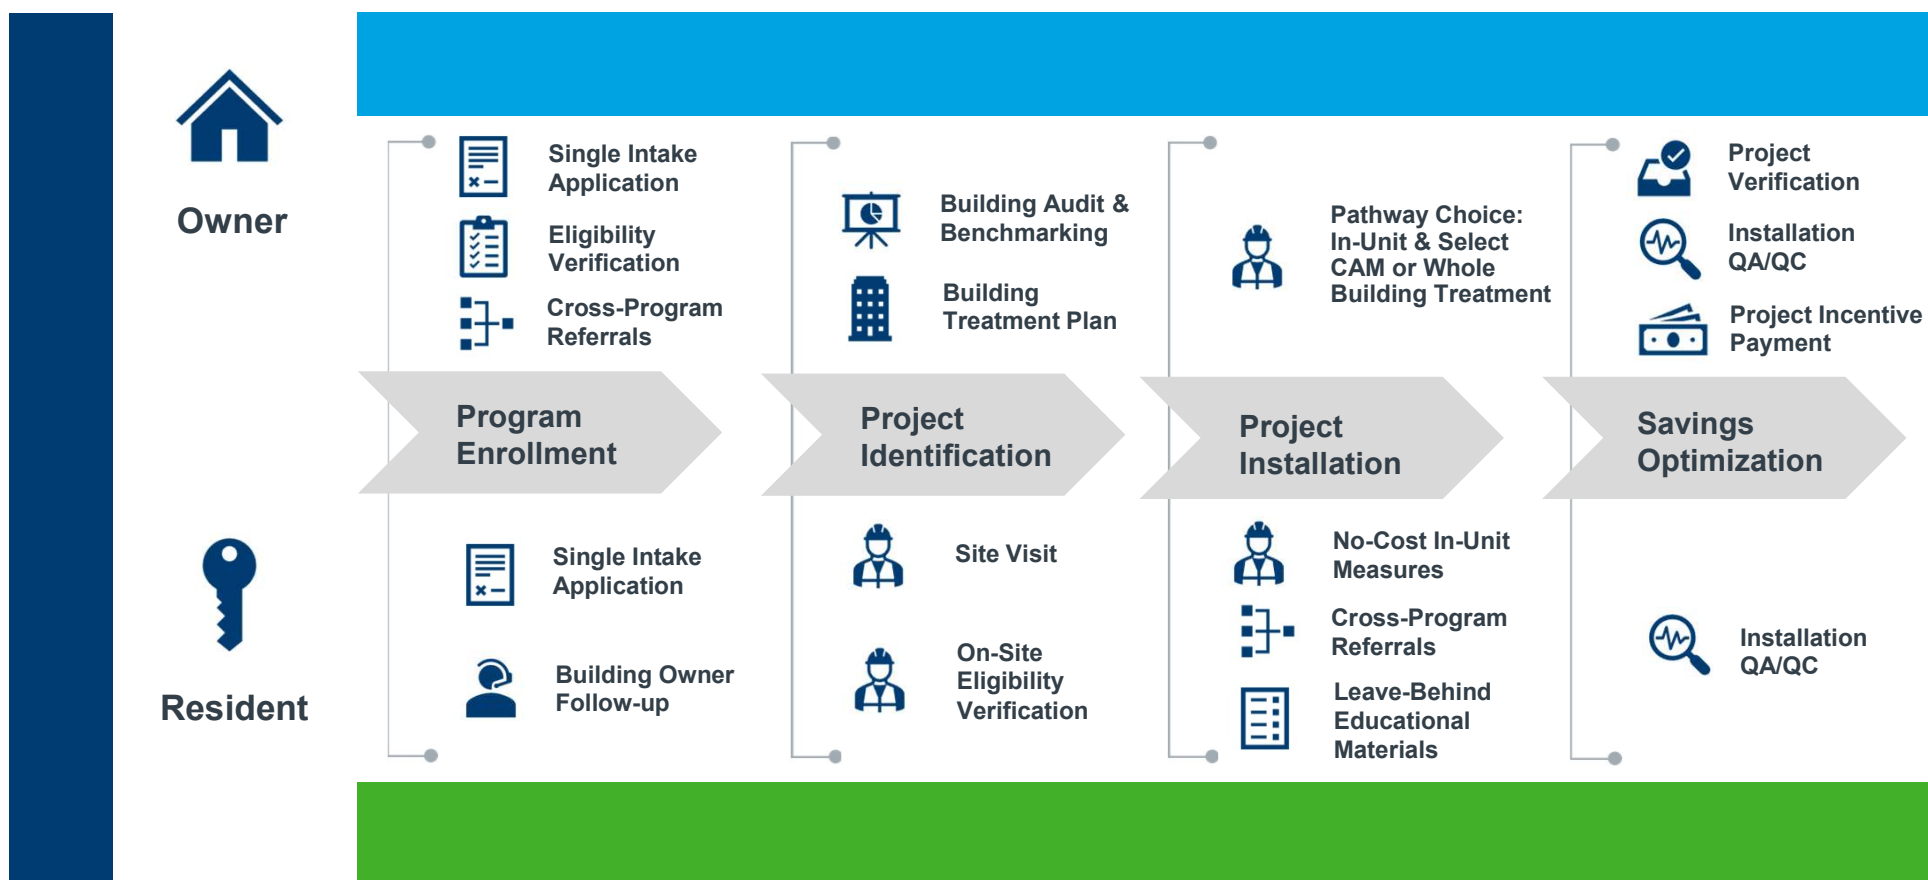 Owner
Single Intake
Application
Eligibility
Verification
Cross-Program
Referrals
Building Audit &
Benchmarking
Building
Treatment Plan
Pathway Choice:
In-Unit & Select
CAM or Whole
Building Treatment
Project
Verification
Installation
QA/QC
Project Incentive
Payment
Program
Enrollment
Project
Identification
Project
Installation
Savings
Optimization
Resident
Single Intake
Application
Building Owner
Follow-up
Site Visit
On-Site
Eligibility
Verification
No-Cost In-Unit
Measures
Cross-Program
Referrals
Leave-Behind
Educational
Materials
Installation
QA/QC